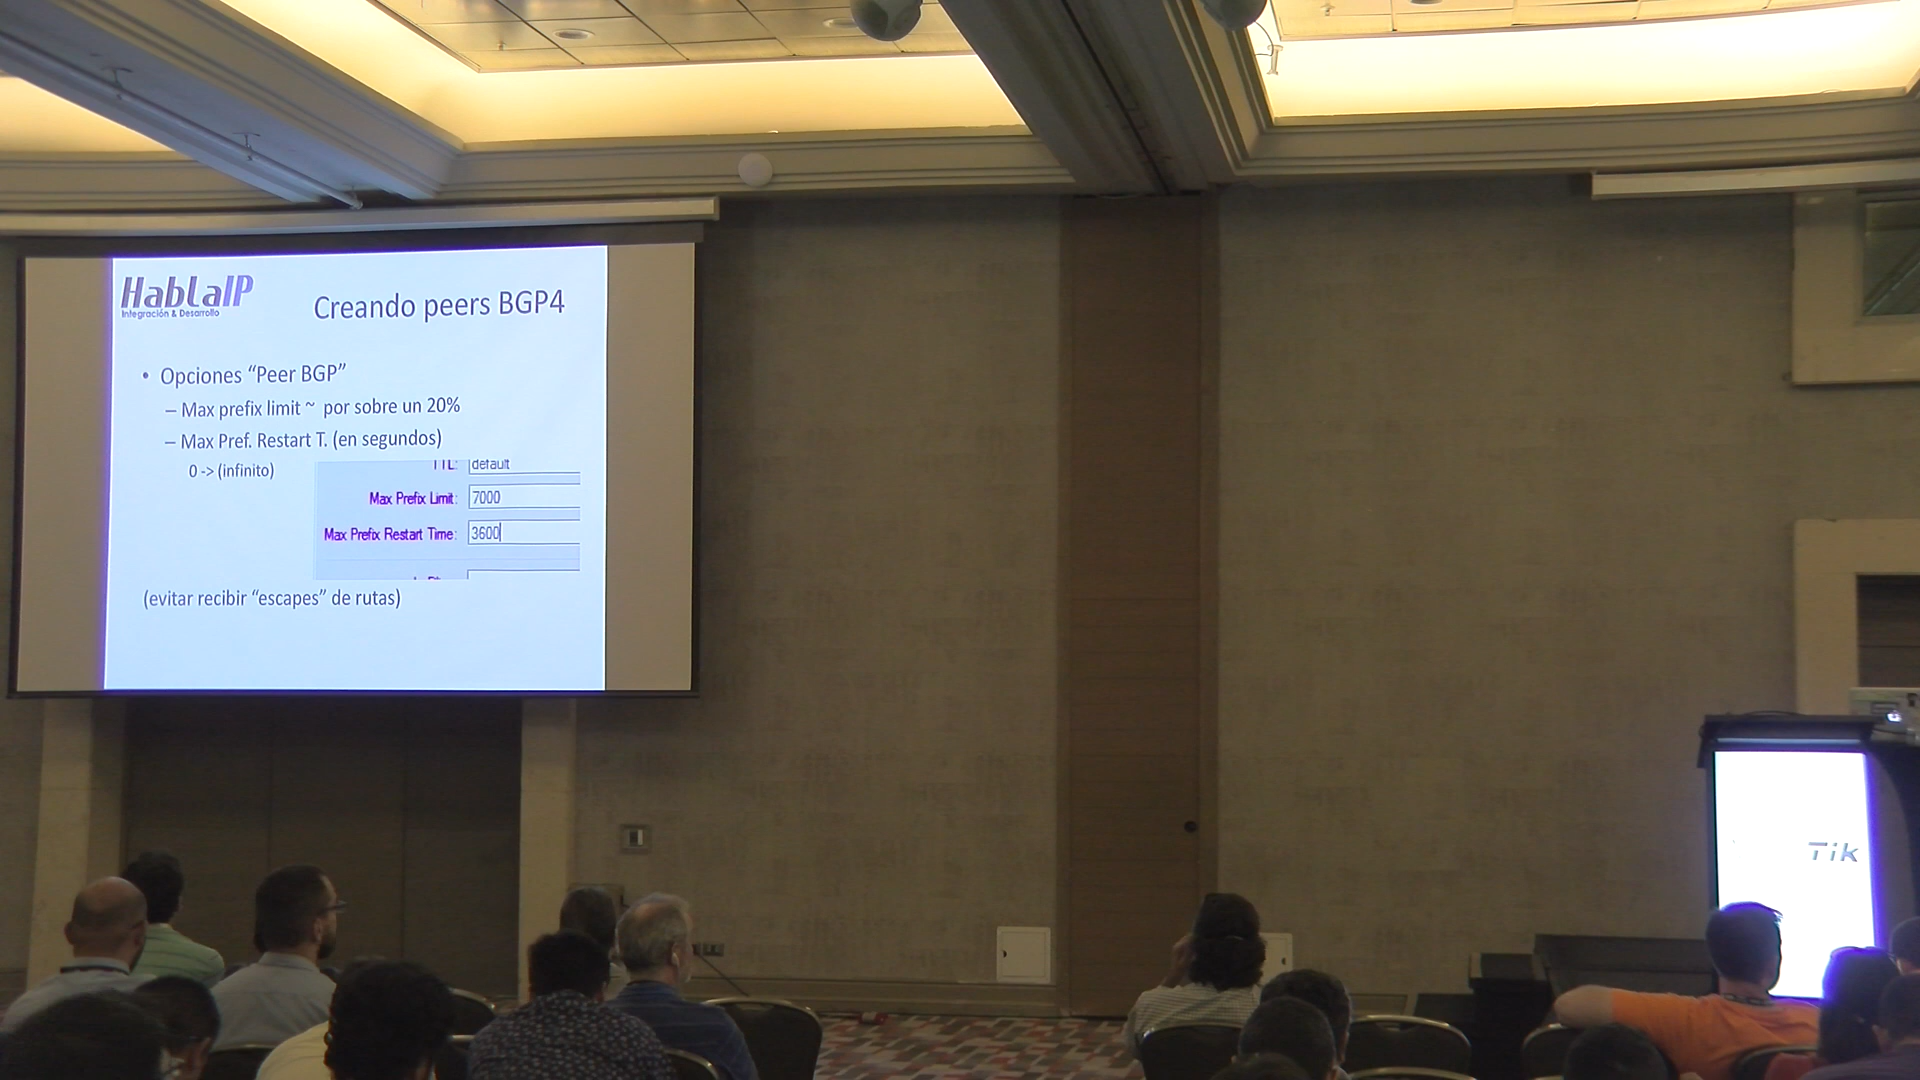 HablaIP
Integración & Desarrollo
Creando peers BGP4
• Opciones “Peer BGP”
– Max prefix limit ~ por sobre un 20%
– Max Pref. Restart T. (en segundos)
0 -> (infinito)
TTL: default
Max Prefix Limit: 7000
Max Prefix Restart Time: 3600
(evitar recibir “escapes” de rutas)
Tik